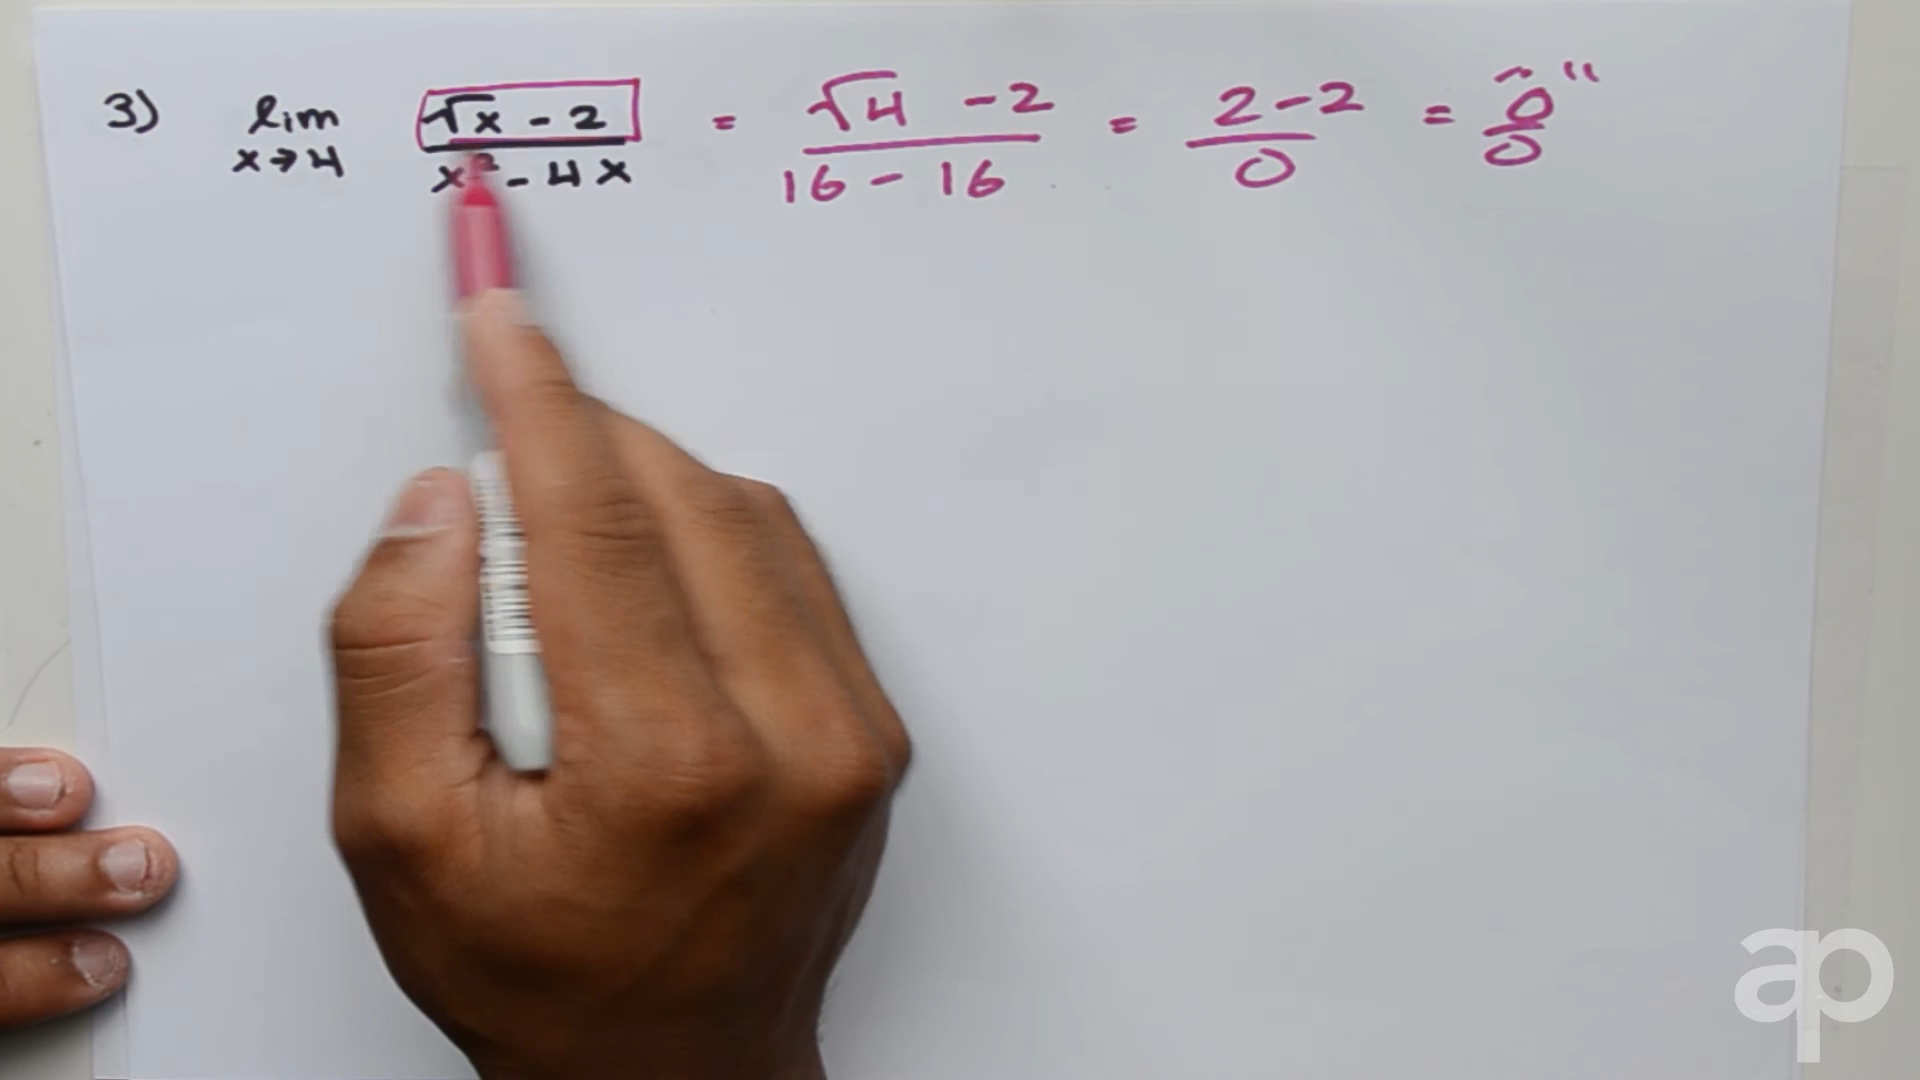 3) lim x→4 √x - 2 / x² - 4x = √4 - 2 / 16 - 16 = 2 - 2 / 0 = "0/0"
ap